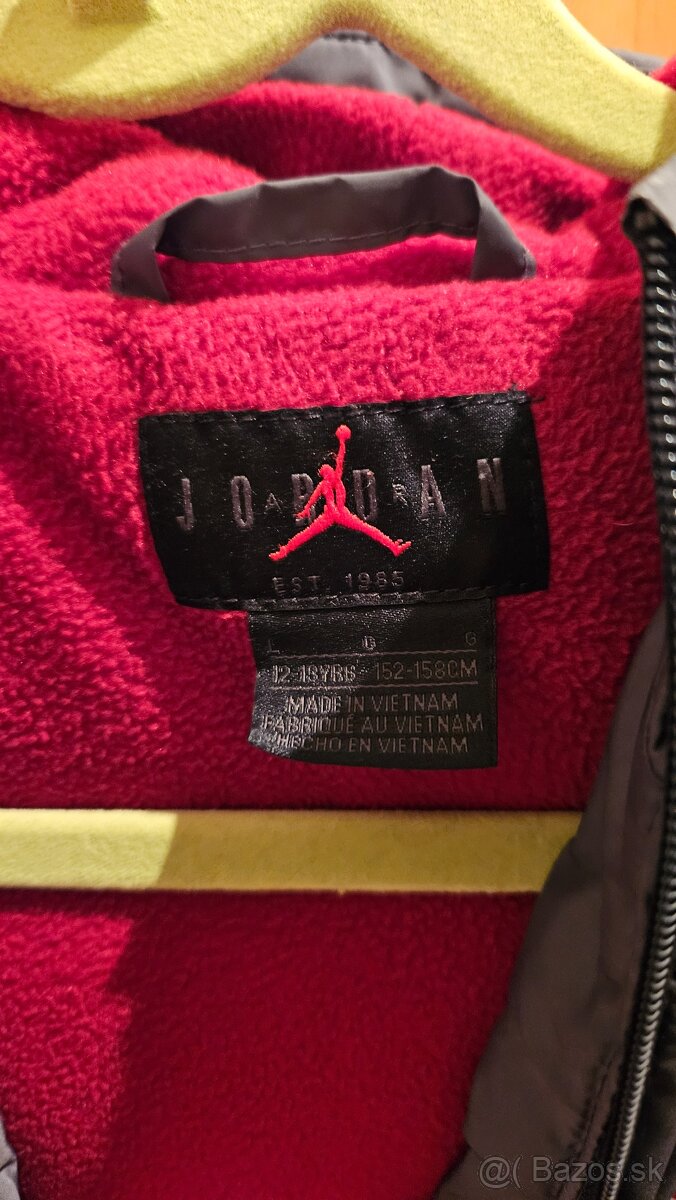 JORDAN
AIR
EST. 1985
L G G
12-13YRS 152-158CM
MADE IN VIETNAM
FABRIQUÉ AU VIETNAM
HECHO EN VIETNAM
@( Bazos.sk